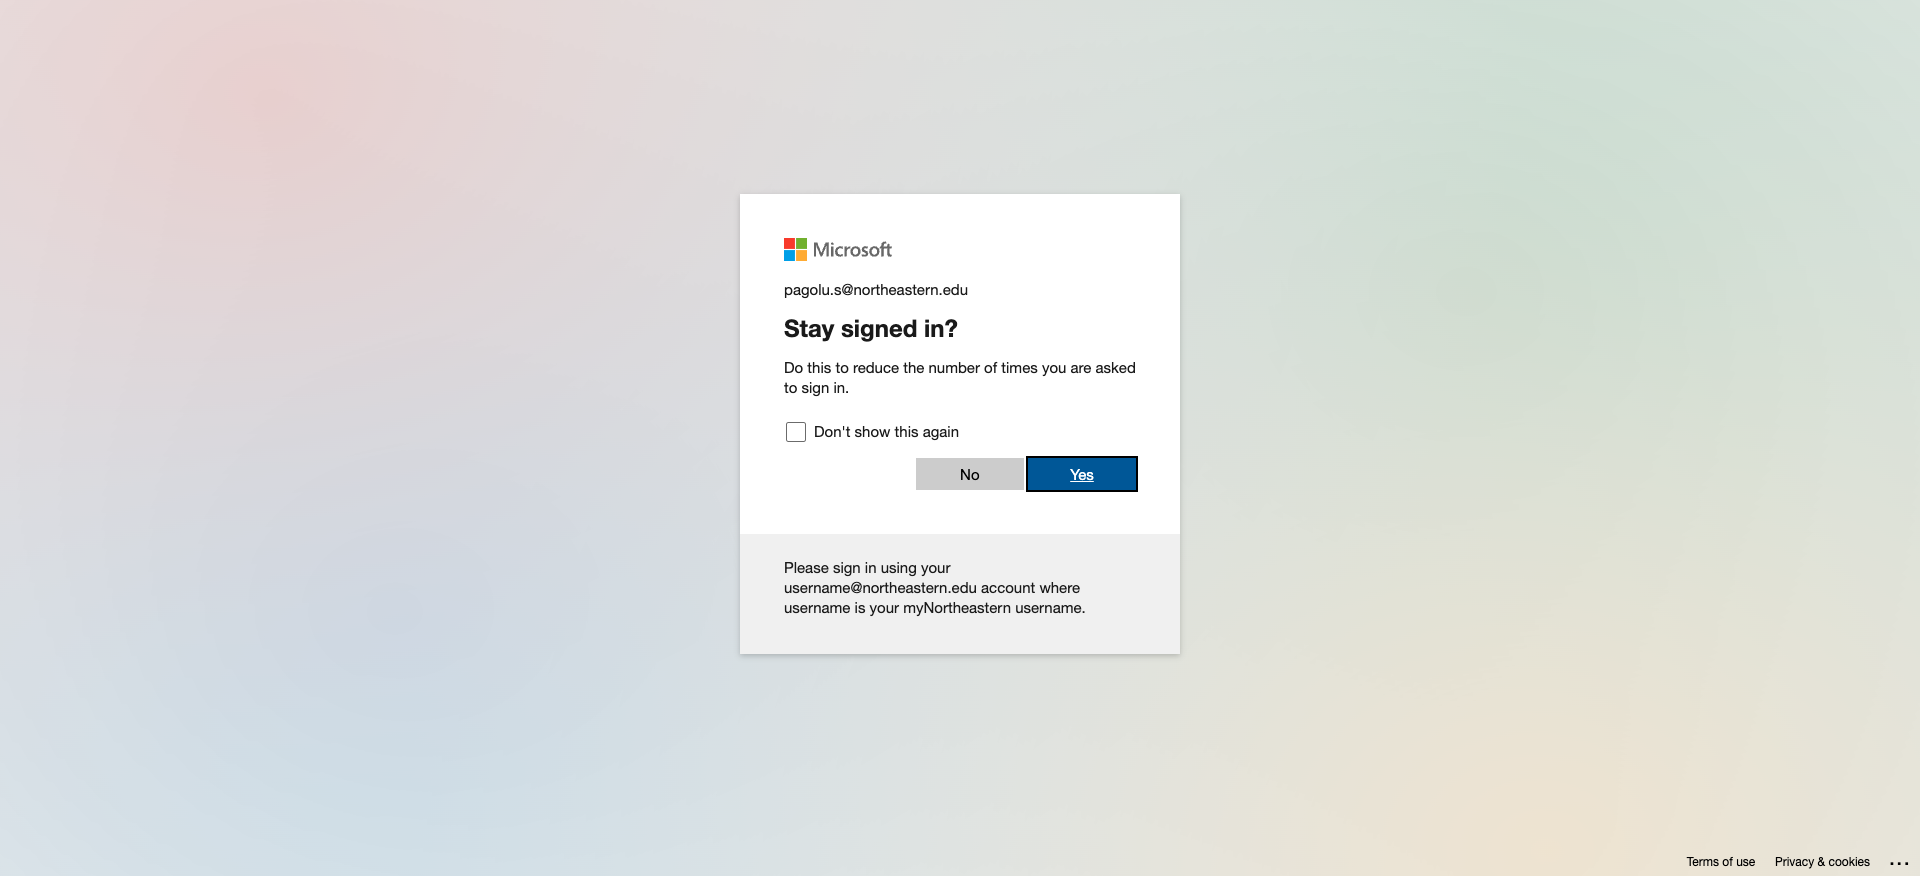 Microsoft
pagolu.s@northeastern.edu
Stay signed in?
Do this to reduce the number of times you are asked
to sign in.
Don't show this again
No
Yes
Please sign in using your
username@northeastern.edu account where
username is your myNortheastern username.
Terms of use
Privacy & cookies
...